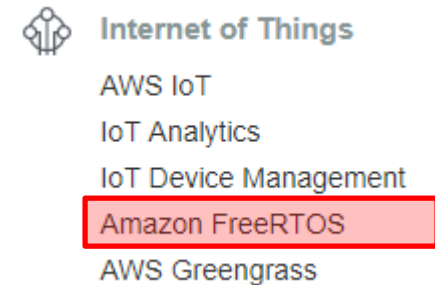 Internet of Things
AWS IoT
IoT Analytics
IoT Device Management
Amazon FreeRTOS
AWS Greengrass